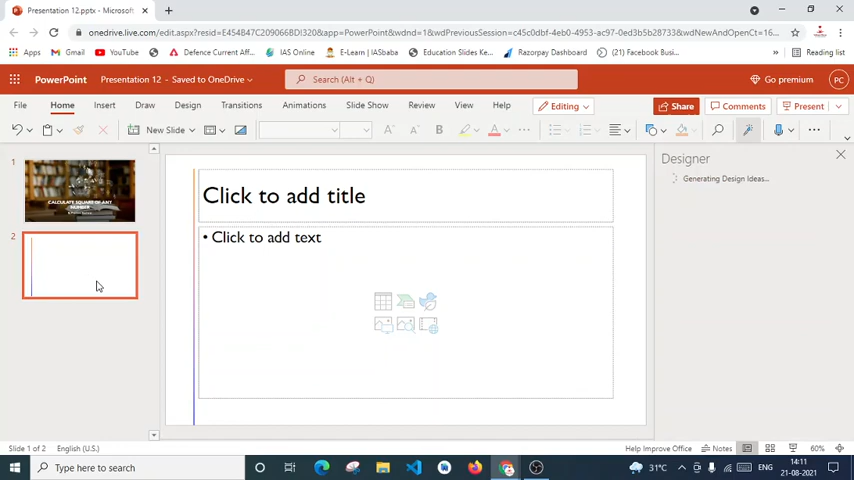 Presentation 12.pptx - Microsoft
onedrive.live.com/edit.aspx?resid=E454B47C209066BD!320&app=PowerPoint&wdnd=1&wdPreviousSession=c45c0dbf-4eb0-4953-ac97-0ed3b5b28733&wdNewAndOpenCt=16...
Apps Gmail YouTube Defence Current Aff... IAS Online E-Learn | IASbaba Education Slides Ke... Razorpay Dashboard (21) Facebook Busi... Reading list
PowerPoint Presentation 12 - Saved to OneDrive Search (Alt + Q) Go premium PC
File Home Insert Draw Design Transitions Animations Slide Show Review View Help Editing Share Comments Present
New Slide A A B A
1
CALCULATE SQUARE OF ANY
NUMBER
2
Click to add title
• Click to add text
Designer
Generating Design Ideas...
Slide 1 of 2 English (U.S.) Help Improve Office Notes 60%
Type here to search 31°C ENG 14:11
21-08-2021